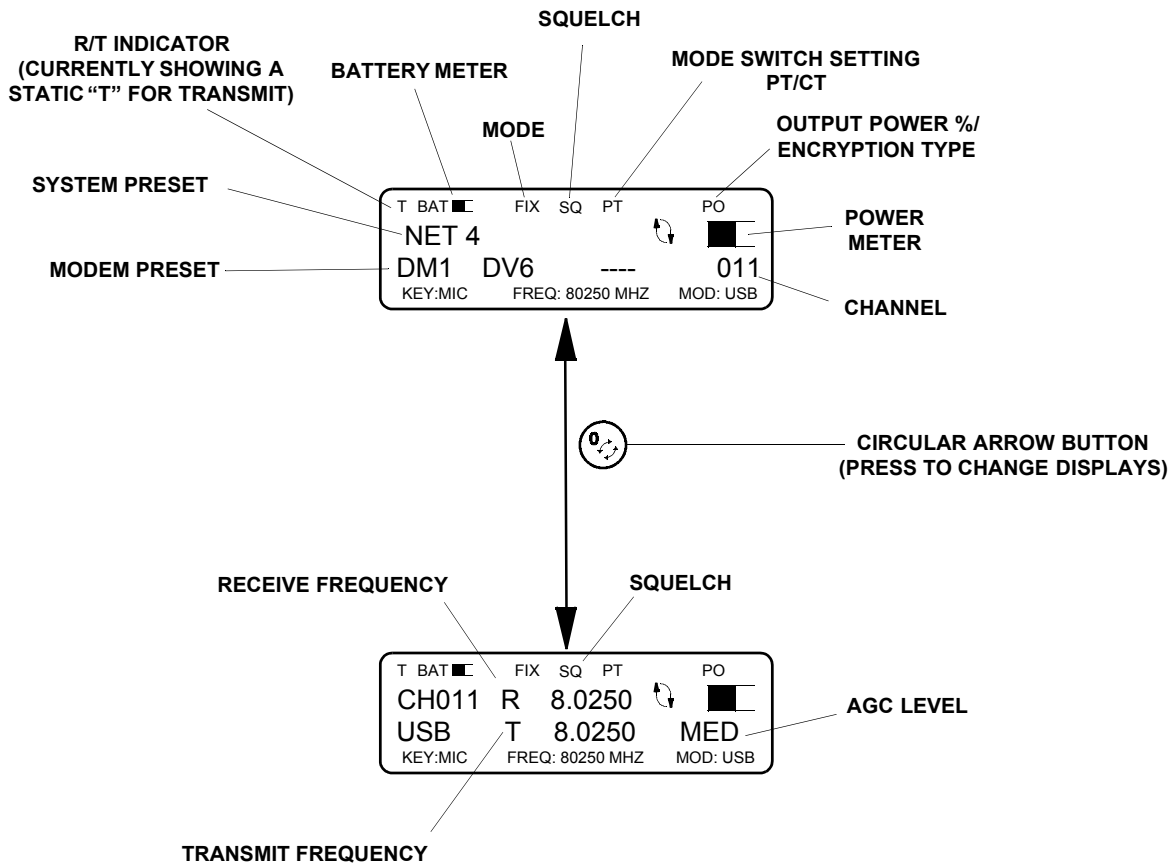 SQUELCH
R/T INDICATOR
(CURRENTLY SHOWING A
STATIC “T” FOR TRANSMIT)
BATTERY METER
MODE SWITCH SETTING
PT/CT
MODE
OUTPUT POWER %/
ENCRYPTION TYPE
SYSTEM PRESET
T BAT FIX SQ PT PO
NET 4
POWER
METER
MODEM PRESET
DM1 DV6 ---- 011
KEY:MIC FREQ: 80250 MHZ MOD: USB
CHANNEL
0
CIRCULAR ARROW BUTTON
(PRESS TO CHANGE DISPLAYS)
RECEIVE FREQUENCY
SQUELCH
T BAT FIX SQ PT PO
CH011 R 8.0250
USB T 8.0250 MED
KEY:MIC FREQ: 80250 MHZ MOD: USB
AGC LEVEL
TRANSMIT FREQUENCY